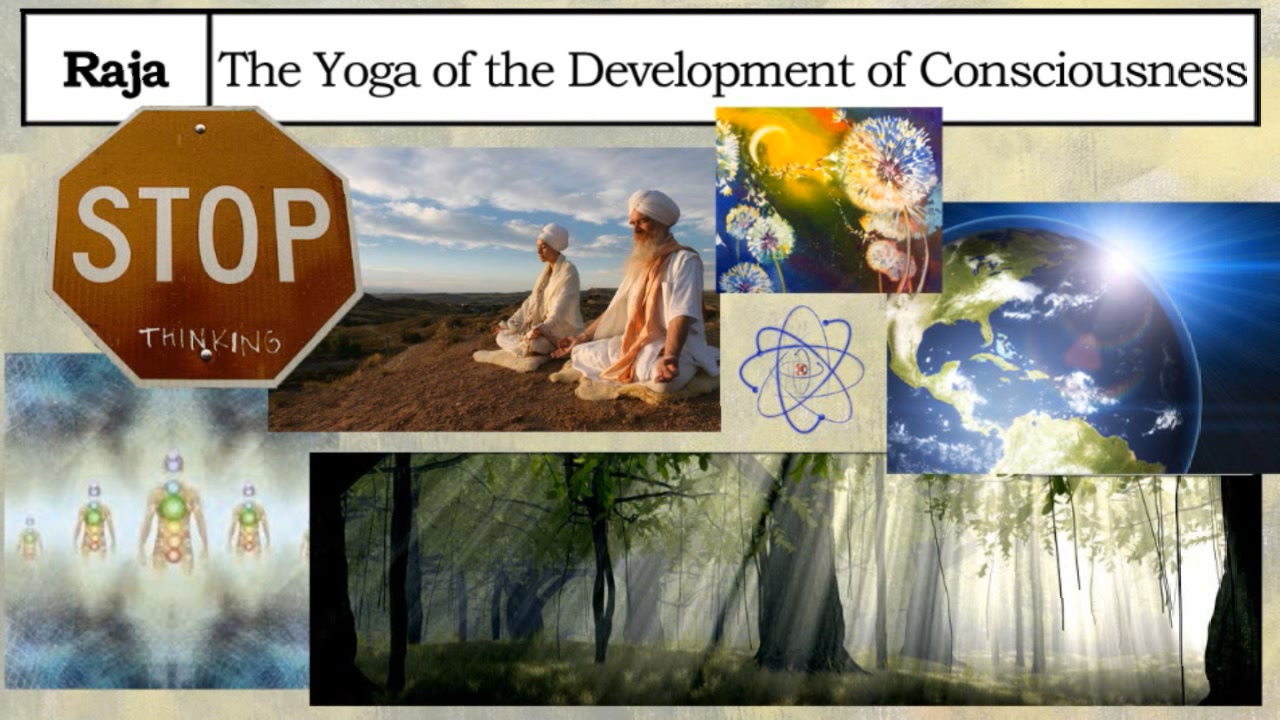 Raja
The Yoga of the Development of Consciousness
STOP
THINKING